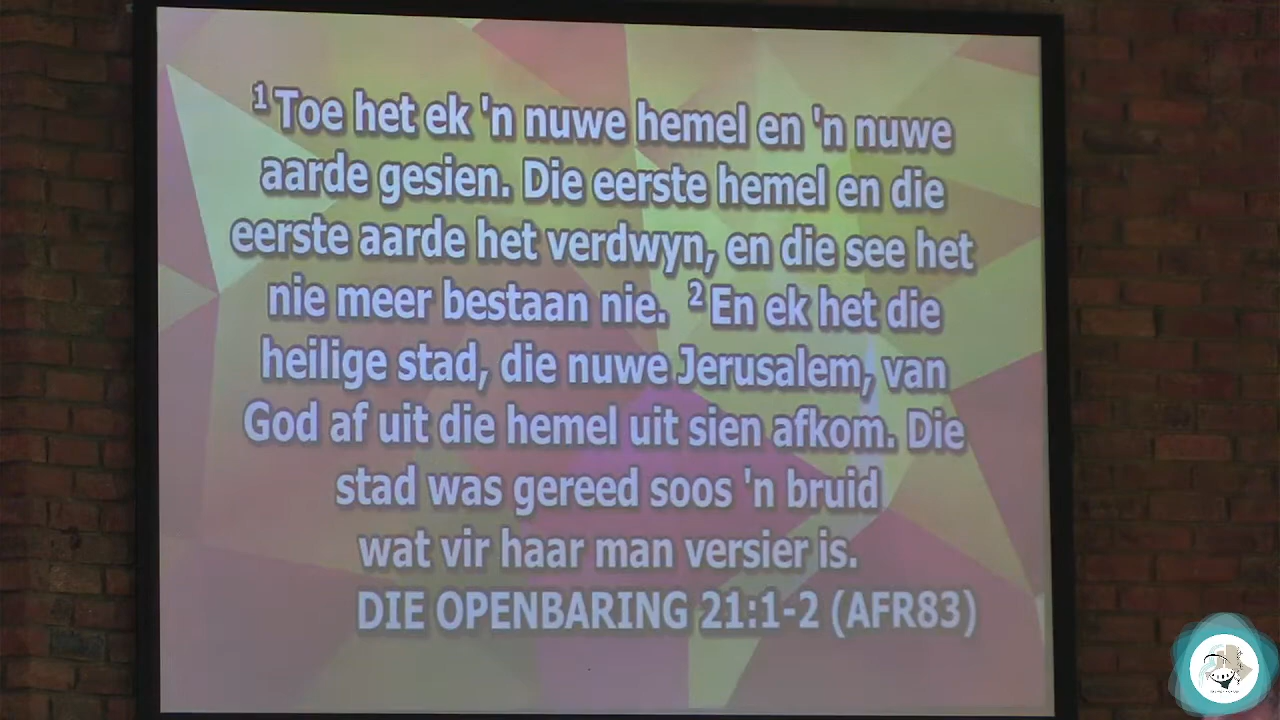 1 Toe het ek 'n nuwe hemel en 'n nuwe
aarde gesien. Die eerste hemel en die
eerste aarde het verdwyn, en die see het
nie meer bestaan nie. 2 En ek het die
heilige stad, die nuwe Jerusalem, van
God af uit die hemel uit sien afkom. Die
stad was gereed soos 'n bruid
wat vir haar man versier is.
DIE OPENBARING 21:1-2 (AFR83)